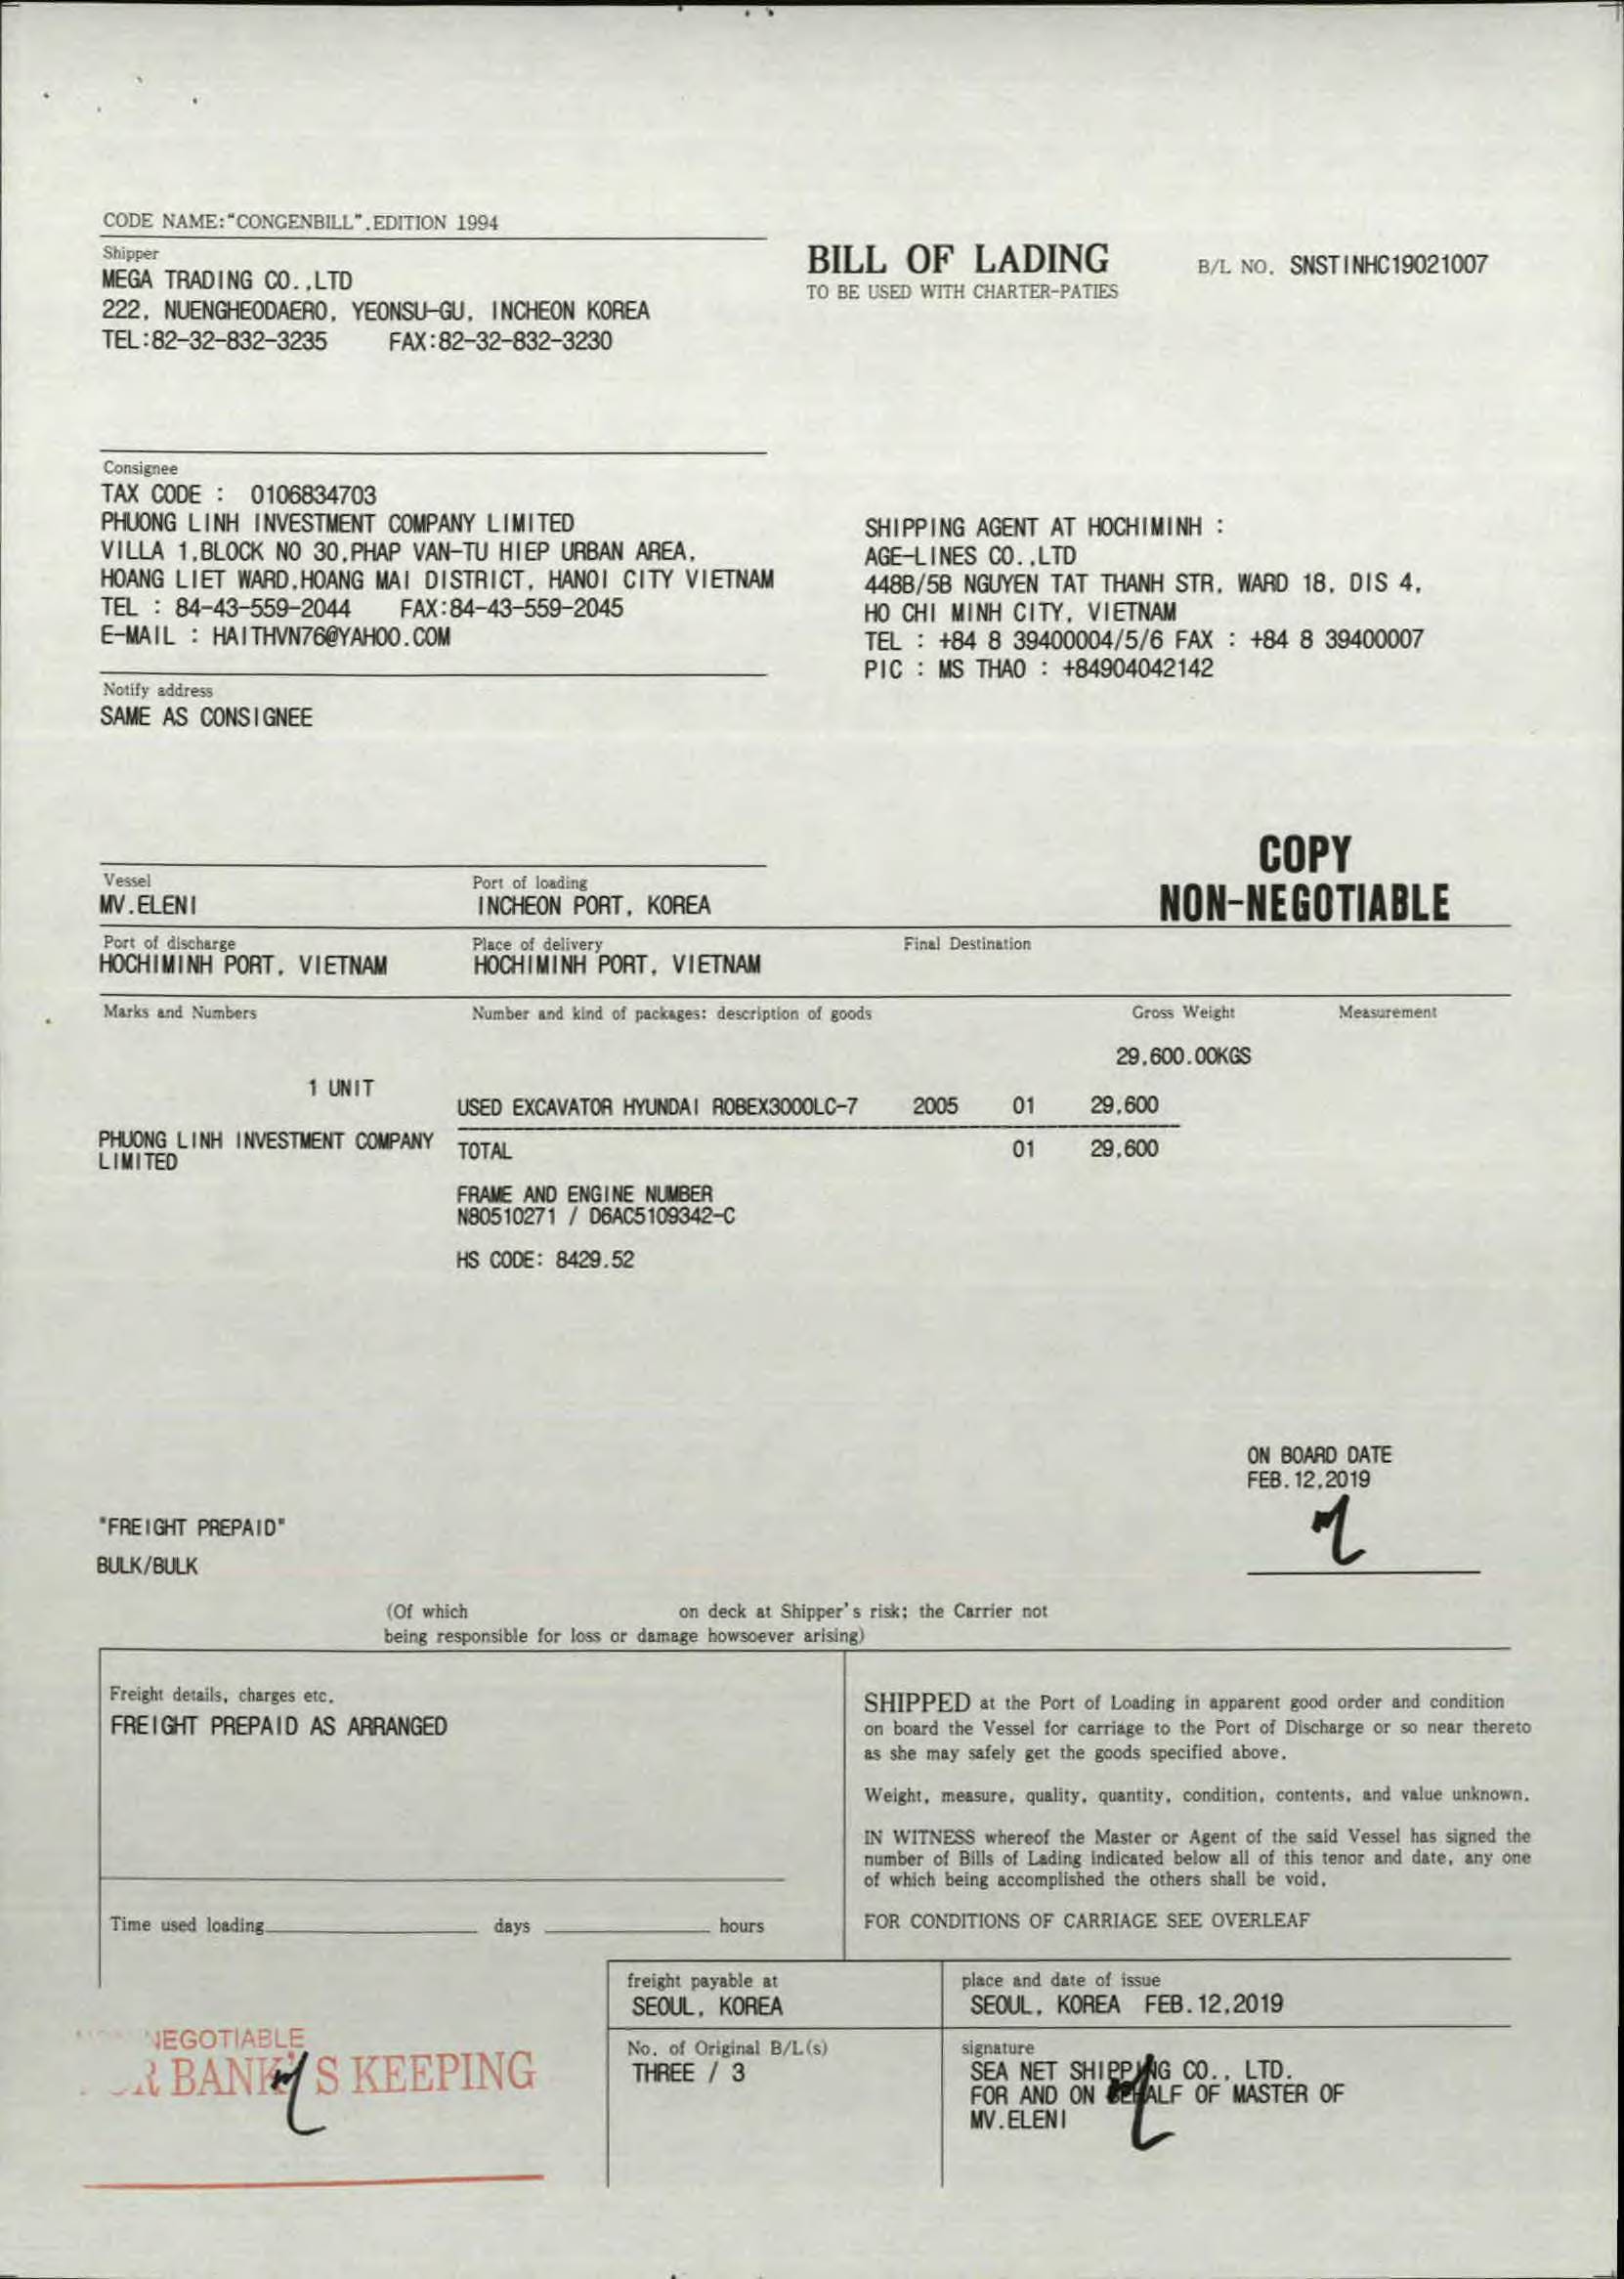 CODE NAME:"CONGENBILL".EDITION 1994
Shipper
MEGA TRADING CO.,LTD
222, NUENGHEODAERO, YEONSU-GU, INCHEON KOREA
TEL:82-32-832-3235 FAX:82-32-832-3230
BILL OF LADING
TO BE USED WITH CHARTER-PATIES
B/L NO. SNSTINHC19021007
Consignee
TAX CODE : 0106834703
PHUONG LINH INVESTMENT COMPANY LIMITED
VILLA 1,BLOCK NO 30,PHAP VAN-TU HIEP URBAN AREA,
HOANG LIET WARD,HOANG MAI DISTRICT, HANOI CITY VIETNAM
TEL : 84-43-559-2044 FAX:84-43-559-2045
E-MAIL : HAITHVN76@YAHOO.COM
SHIPPING AGENT AT HOCHIMINH :
AGE-LINES CO.,LTD
448B/5B NGUYEN TAT THANH STR, WARD 18, DIS 4,
HO CHI MINH CITY, VIETNAM
TEL : +84 8 39400004/5/6 FAX : +84 8 39400007
PIC : MS THAO : +84904042142
Notify address
SAME AS CONSIGNEE
COPY
NON-NEGOTIABLE
Vessel Port of loading
MV.ELENI INCHEON PORT, KOREA
Port of discharge Place of delivery Final Destination
HOCHIMINH PORT, VIETNAM HOCHIMINH PORT, VIETNAM
Marks and Numbers Number and kind of packages: description of goods Gross Weight Measurement
29,600.00KGS
1 UNIT
USED EXCAVATOR HYUNDAI ROBEX3000LC-7 2005 01 29,600
PHUONG LINH INVESTMENT COMPANY
LIMITED
TOTAL 01 29,600
FRAME AND ENGINE NUMBER
N80510271 / D6AC5109342-C
HS CODE: 8429.52
ON BOARD DATE
FEB.12,2019
"FREIGHT PREPAID"
BULK/BULK
(Of which on deck at Shipper's risk; the Carrier not
being responsible for loss or damage howsoever arising)
Freight details, charges etc.
FREIGHT PREPAID AS ARRANGED
SHIPPED at the Port of Loading in apparent good order and condition
on board the Vessel for carriage to the Port of Discharge or so near thereto
as she may safely get the goods specified above.
Weight, measure, quality, quantity, condition, contents, and value unknown.
IN WITNESS whereof the Master or Agent of the said Vessel has signed the
number of Bills of Lading indicated below all of this tenor and date, any one
of which being accomplished the others shall be void.
FOR CONDITIONS OF CARRIAGE SEE OVERLEAF
Time used loading days hours
freight payable at
SEOUL, KOREA
place and date of issue
SEOUL, KOREA FEB.12,2019
No. of Original B/L(s)
THREE / 3
signature
SEA NET SHIPPING CO., LTD.
FOR AND ON BEHALF OF MASTER OF
MV.ELENI
NEGOTIABLE
BANK'S KEEPING